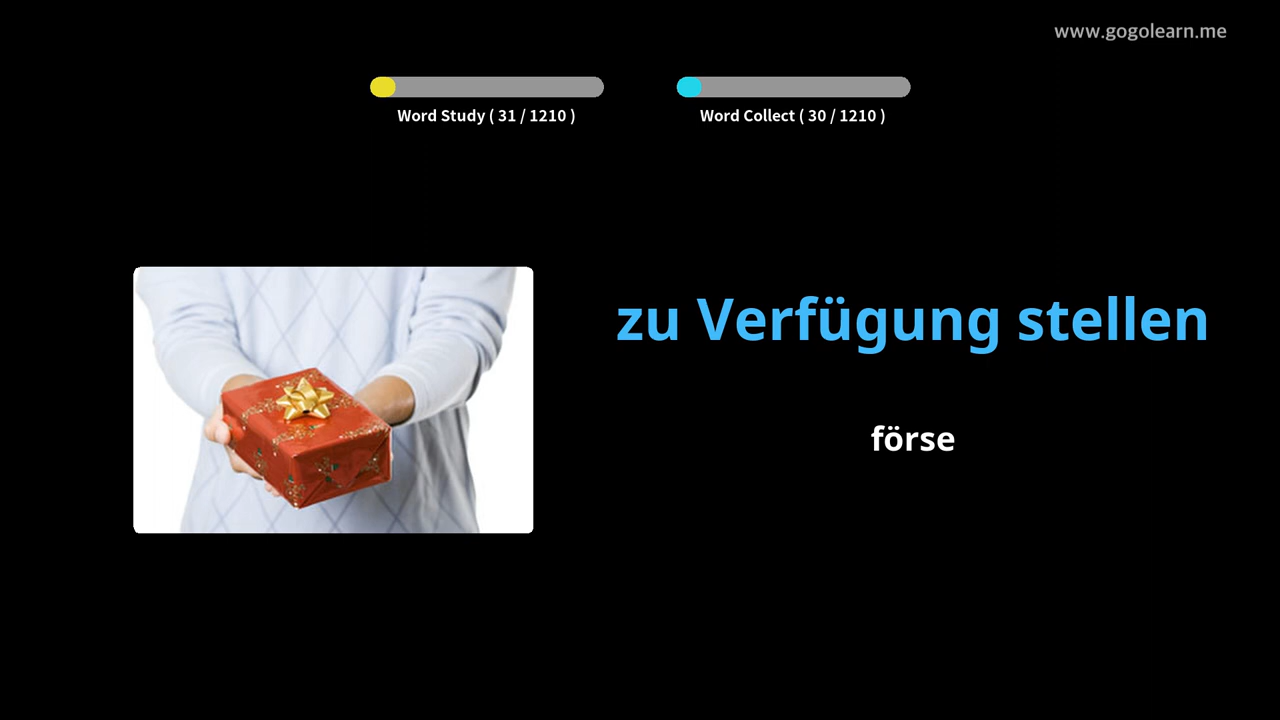 www.gogolearn.me
Word Study ( 31 / 1210 )
Word Collect ( 30 / 1210 )
zu Verfügung stellen
förse